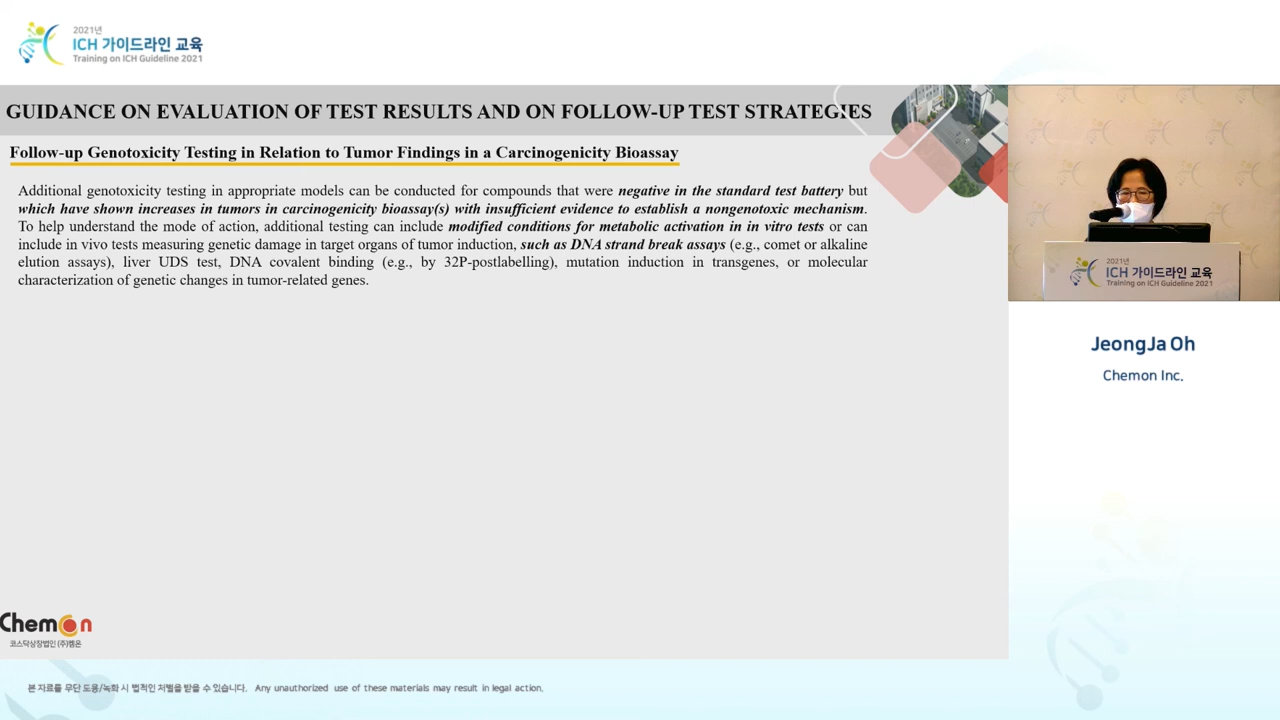 2021년
ICH 가이드라인 교육
Training on ICH Guideline 2021
GUIDANCE ON EVALUATION OF TEST RESULTS AND ON FOLLOW-UP TEST STRATEGIES
Follow-up Genotoxicity Testing in Relation to Tumor Findings in a Carcinogenicity Bioassay
Additional genotoxicity testing in appropriate models can be conducted for compounds that were negative in the standard test battery but
which have shown increases in tumors in carcinogenicity bioassay(s) with insufficient evidence to establish a nongenotoxic mechanism.
To help understand the mode of action, additional testing can include modified conditions for metabolic activation in in vitro tests or can
include in vivo tests measuring genetic damage in target organs of tumor induction, such as DNA strand break assays (e.g., comet or alkaline
elution assays), liver UDS test, DNA covalent binding (e.g., by 32P-postlabelling), mutation induction in transgenes, or molecular
characterization of genetic changes in tumor-related genes.
2021년
ICH 가이드라인 교육
Training on ICH Guideline 2021
JeongJa Oh
Chemon Inc.
Chemon
코스닥상장법인 (주)켐온
본 자료를 무단 도용/녹화 시 법적인 처벌을 받을 수 있습니다. Any unauthorized use of these materials may result in legal action.